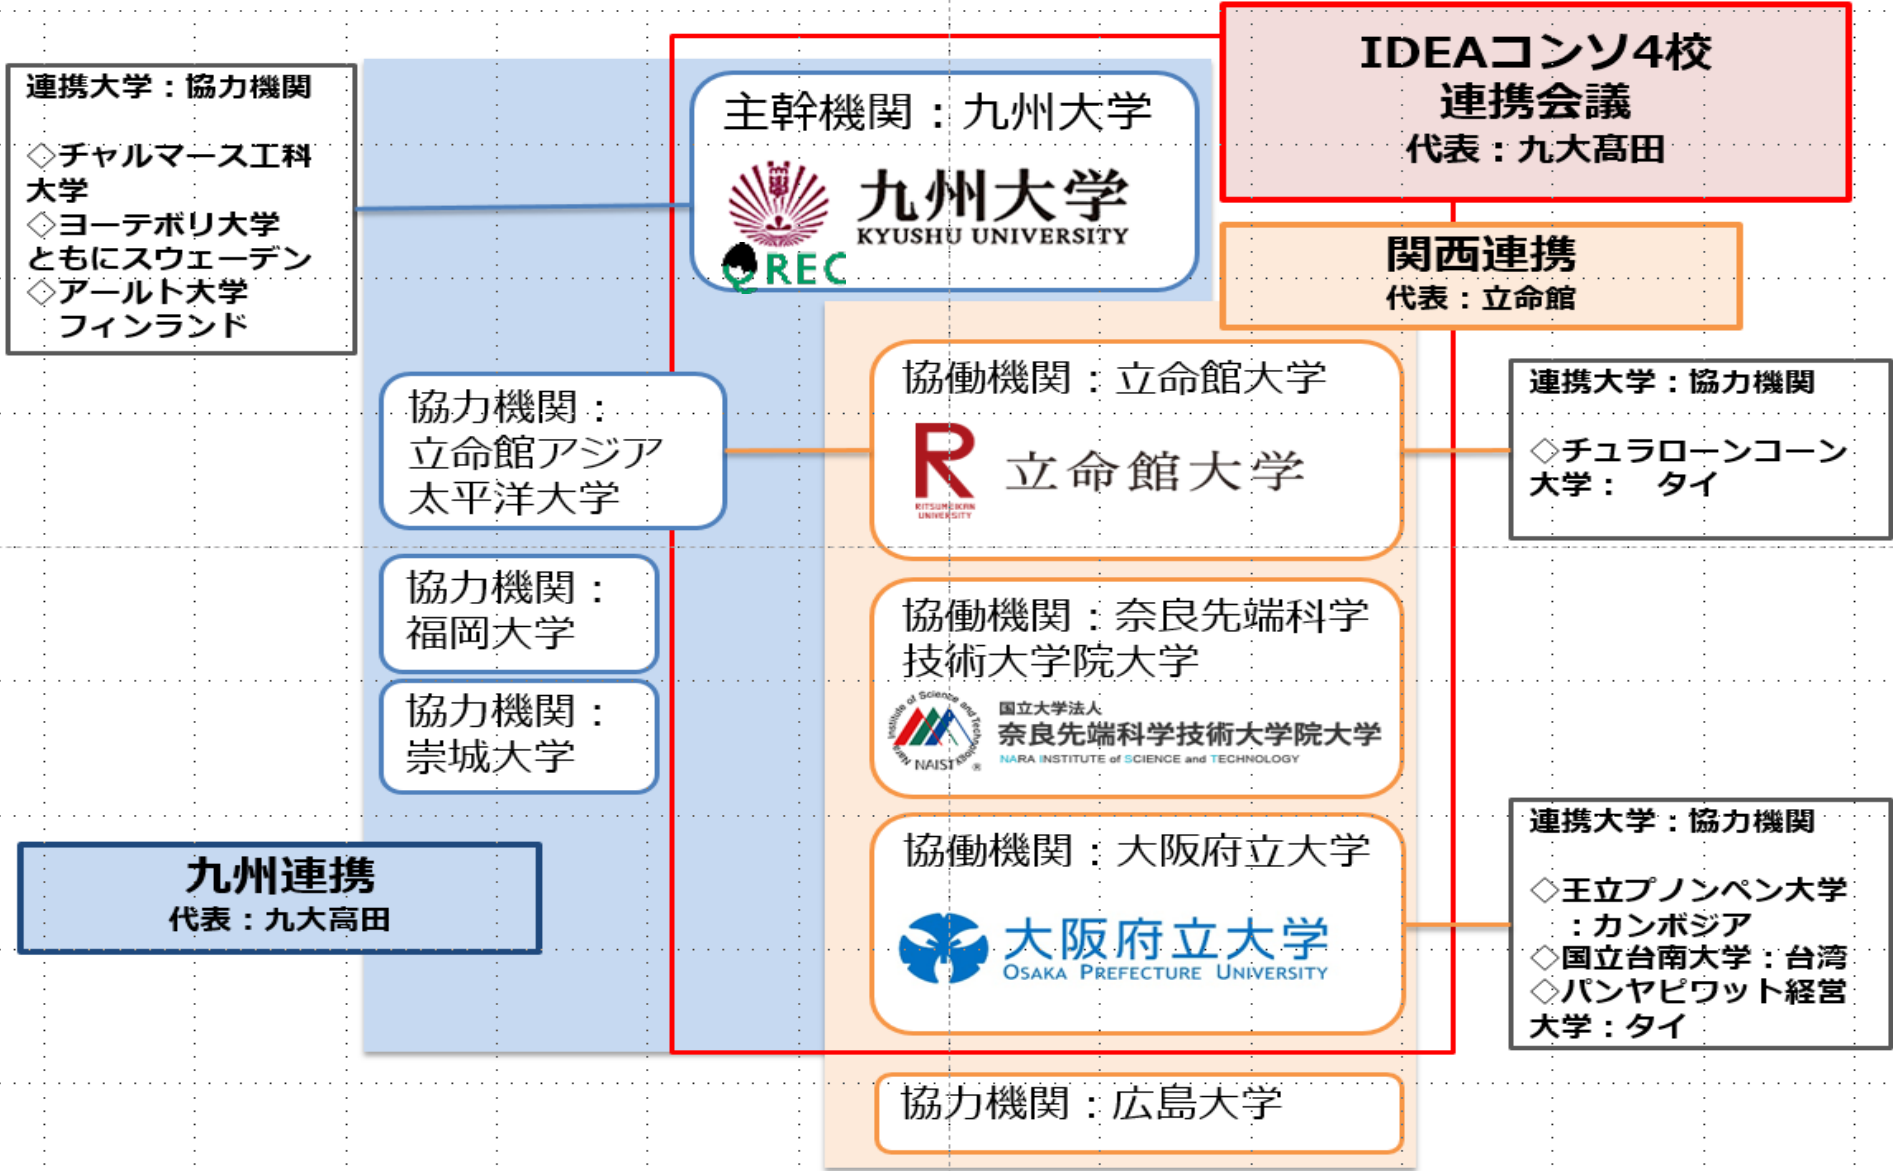 IDEAコンソ4校
連携会議
代表：九大髙田
連携大学：協力機関
◇チャルマース工科
大学
◇ヨーテボリ大学
ともにスウェーデン
◇アールト大学
フィンランド
主幹機関：九州大学
九州大学
KYUSHU UNIVERSITY
QREC
関西連携
代表：立命館
協力機関：
立命館アジア
太平洋大学
協働機関：立命館大学
R 立命館大学
RITSUMEIKAN
UNIVERSITY
連携大学：協力機関
◇チュラローンコーン
大学： タイ
協力機関：
福岡大学
協力機関：
崇城大学
協働機関：奈良先端科学
技術大学院大学
Nara Institute of Science and Technology
NAIST ®
国立大学法人
奈良先端科学技術大学院大学
NARA INSTITUTE of SCIENCE and TECHNOLOGY
九州連携
代表：九大高田
協働機関：大阪府立大学
大阪府立大学
OSAKA PREFECTURE UNIVERSITY
連携大学：協力機関
◇王立プノンペン大学
：カンボジア
◇国立台南大学：台湾
◇パンヤピワット経営
大学：タイ
協力機関：広島大学